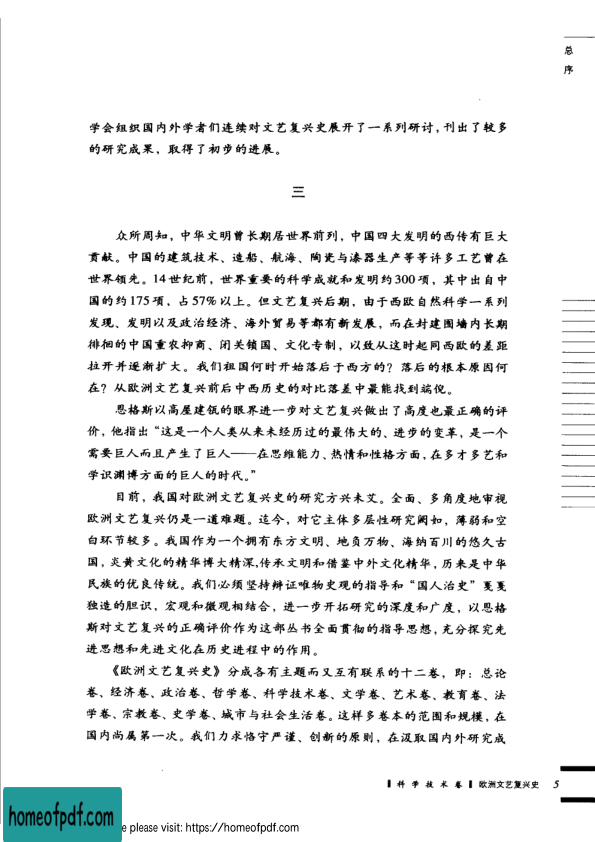 总
序
学会组织国内外学者们连续对文艺复兴史展开了一系列研讨，刊出了较多
的研究成果，取得了初步的进展。
三
众所周知，中华文明曾长期居世界前列，中国四大发明的西传有巨大
贡献。中国的建筑技术、造船、航海、陶瓷与漆器生产等等许多工艺曾在
世界领先。14世纪前，世界重要的科学成就和发明约300项，其中出自中
国的约175项，占57%以上。但文艺复兴后期，由于西欧自然科学一系列
发现、发明以及政治经济、海外贸易等都有新发展，而在封建围墙内长期
徘徊的中国重农抑商、闭关锁国、文化专制，以致从这时起同西欧的差距
拉开并逐渐扩大。我们祖国何时开始落后于西方的？落后的根本原因何
在？从欧洲文艺复兴前后中西历史的对比落差中最能找到端倪。
恩格斯以高屋建瓴的眼界进一步对文艺复兴做出了高度也最正确的评
价，他指出“这是一个人类从来未经历过的最伟大的、进步的变革，是一个
需要巨人而且产生了巨人——在思维能力、热情和性格方面，在多才多艺和
学识渊博方面的巨人的时代。”
目前，我国对欧洲文艺复兴史的研究方兴未艾。全面、多角度地审视
欧洲文艺复兴仍是一道难题。迄今，对它主体多层性研究阙如，薄弱和空
白环节较多。我国作为一个拥有东方文明、地负万物、海纳百川的悠久古
国，炎黄文化的精华博大精深，传承文明和借鉴中外文化精华，历来是中华
民族的优良传统。我们必须坚持辩证唯物史观的指导和“国人治史”戛戛
独造的胆识，宏观和微观相结合，进一步开拓研究的深度和广度，以恩格
斯对文艺复兴的正确评价作为这部丛书全面贯彻的指导思想，充分探究先
进思想和先进文化在历史进程中的作用。
《欧洲文艺复兴史》分成各有主题而又互有联系的十二卷，即：总论
卷、经济卷、政治卷、哲学卷、科学技术卷、文学卷、艺术卷、教育卷、法
学卷、宗教卷、史学卷、城市与社会生活卷。这样多卷本的范围和规模，在
国内尚属第一次。我们力求恪守严谨、创新的原则，在汲取国内外研究成
科学技术卷 欧洲文艺复兴史 5
homeofpdf.com
e please visit: https://homeofpdf.com